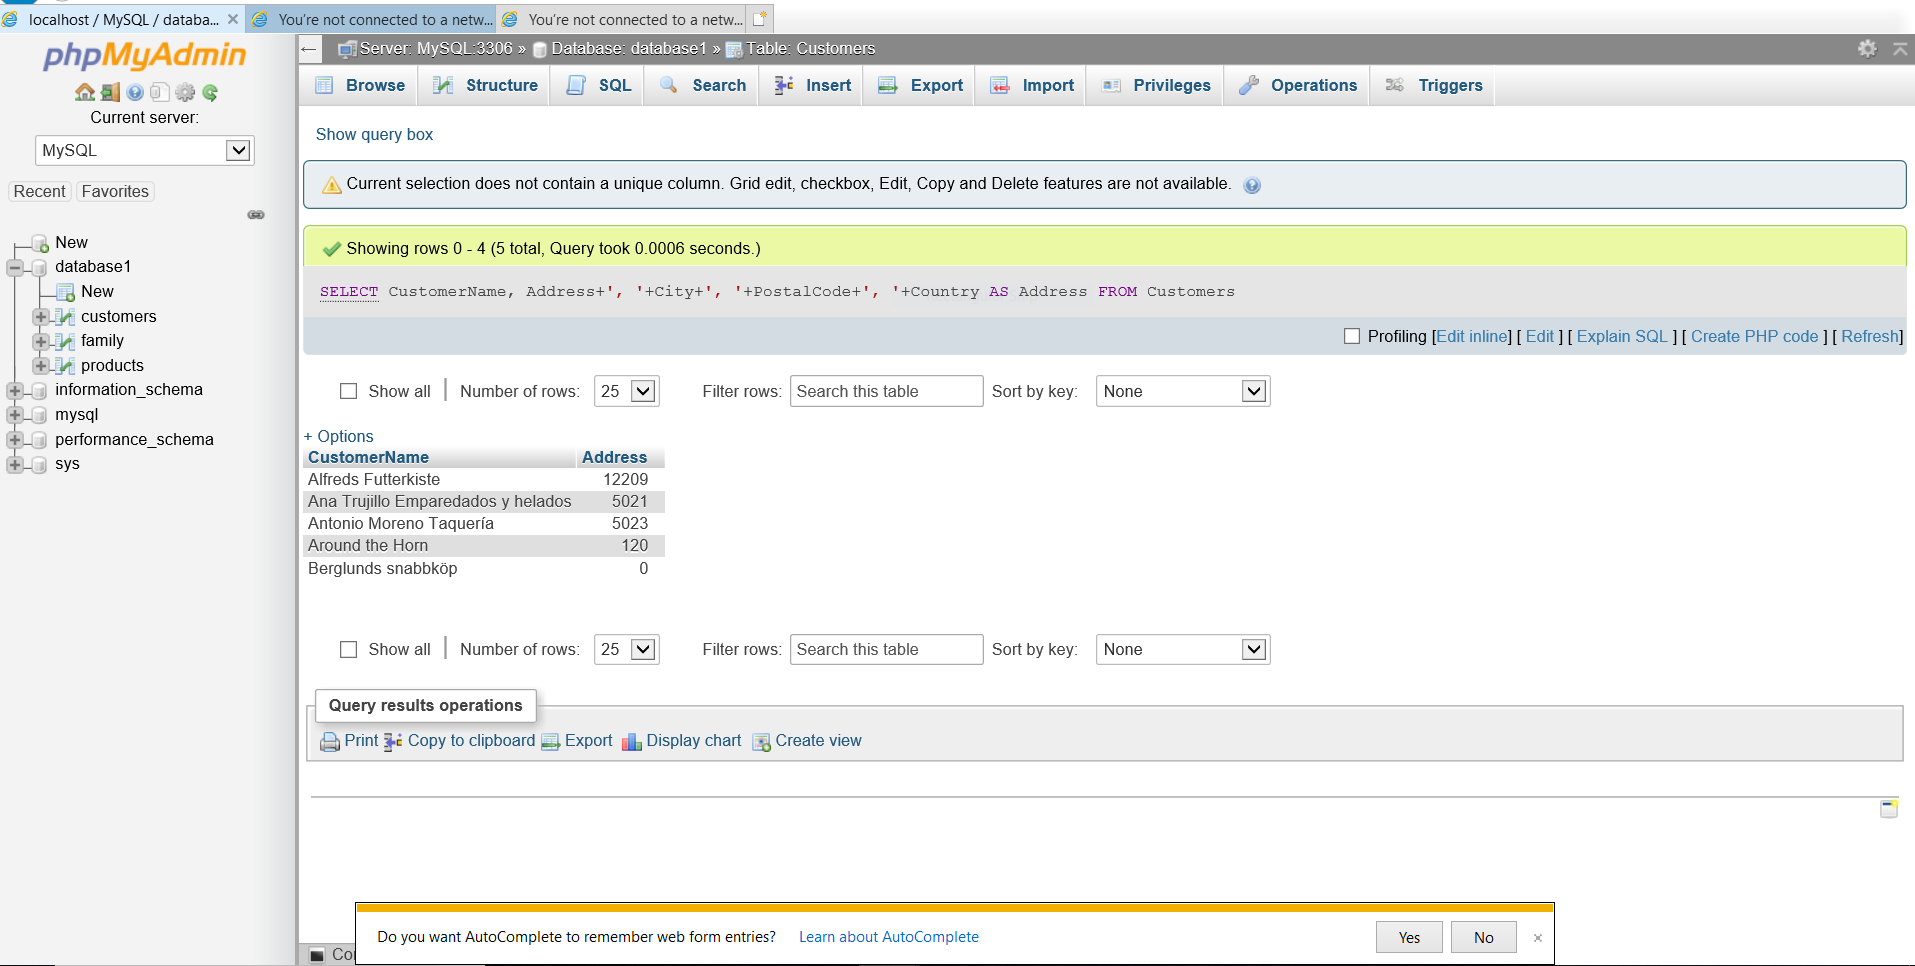 localhost / MySQL / databa...
You're not connected to a netw...
You're not connected to a netw...
phpMyAdmin
Current server:
MySQL
Recent Favorites
New
database1
New
customers
family
products
information_schema
mysql
performance_schema
sys
Server: MySQL:3306 » Database: database1 » Table: Customers
Browse Structure SQL Search Insert Export Import Privileges Operations Triggers
Show query box
Current selection does not contain a unique column. Grid edit, checkbox, Edit, Copy and Delete features are not available.
Showing rows 0 - 4 (5 total, Query took 0.0006 seconds.)
SELECT CustomerName, Address+', '+City+', '+PostalCode+', '+Country AS Address FROM Customers
Profiling [Edit inline] [ Edit ] [ Explain SQL ] [ Create PHP code ] [ Refresh]
Show all Number of rows: 25 Filter rows: Search this table Sort by key: None
+ Options
CustomerName Address
Alfreds Futterkiste 12209
Ana Trujillo Emparedados y helados 5021
Antonio Moreno Taquería 5023
Around the Horn 120
Berglunds snabbköp 0
Show all Number of rows: 25 Filter rows: Search this table Sort by key: None
Query results operations
Print Copy to clipboard Export Display chart Create view
Do you want AutoComplete to remember web form entries? Learn about AutoComplete Yes No ×